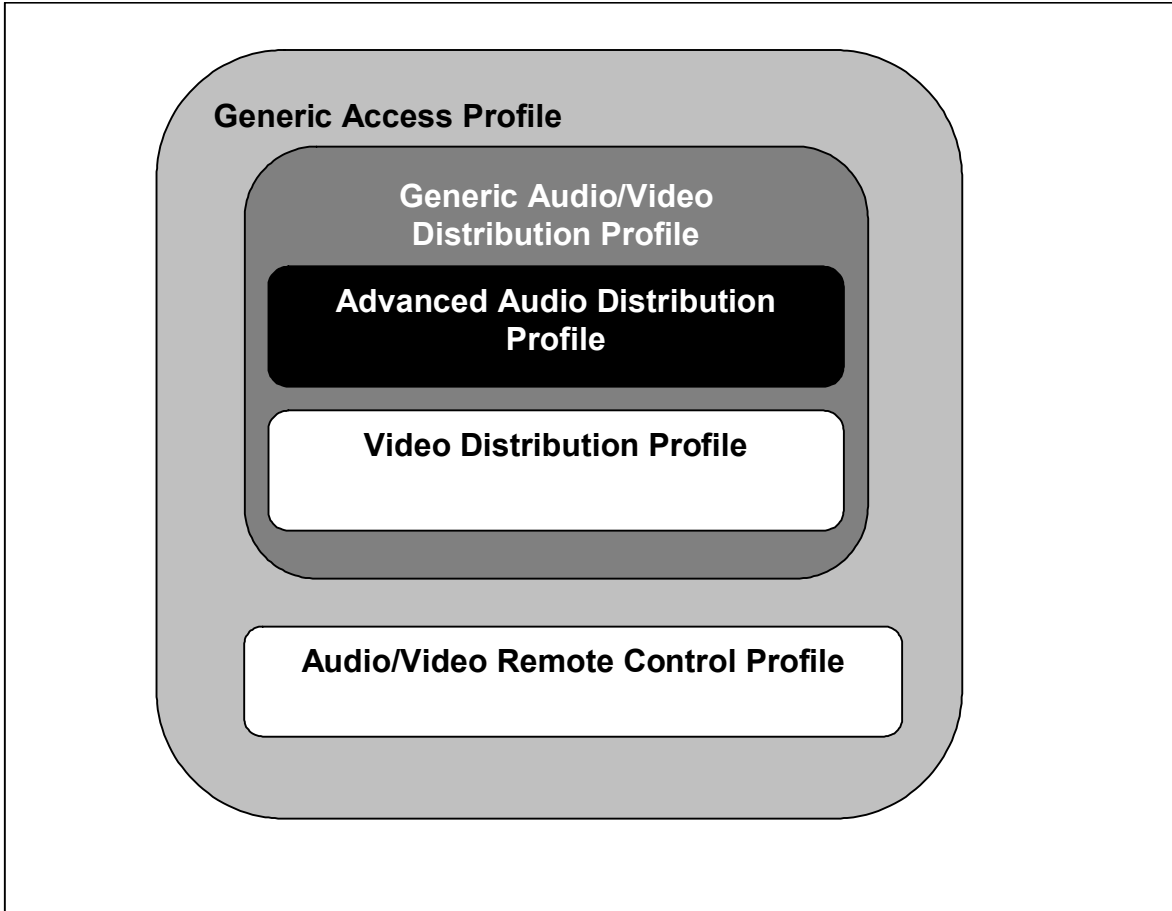 Generic Access Profile
Generic Audio/Video
Distribution Profile
Advanced Audio Distribution
Profile
Video Distribution Profile
Audio/Video Remote Control Profile